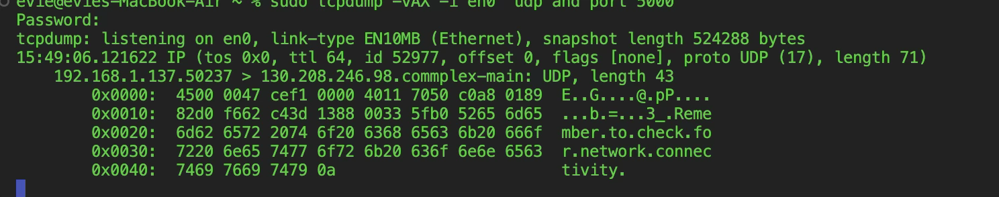 evie@evies-MacBook-Air ~ % sudo tcpdump -vAX -i en0 'udp and port 5000'
Password:
tcpdump: listening on en0, link-type EN10MB (Ethernet), snapshot length 524288 bytes
15:49:06.121622 IP (tos 0x0, ttl 64, id 52977, offset 0, flags [none], proto UDP (17), length 71)
192.168.1.137.50237 > 130.208.246.98.commplex-main: UDP, length 43
0x0000: 4500 0047 cef1 0000 4011 7050 c0a8 0189 E..G....@.pP....
0x0010: 82d0 f662 c43d 1388 0033 5fb0 5265 6d65 ...b.=...3_.Reme
0x0020: 6d62 6572 2074 6f20 6368 6563 6b20 666f mber.to.check.fo
0x0030: 7220 6e65 7477 6f72 6b20 636f 6e6e 6563 r.network.connec
0x0040: 7469 7669 7479 0a tivity.